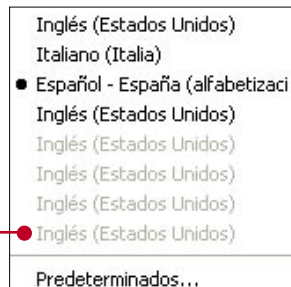 Inglés (Estados Unidos)
Italiano (Italia)
Español - España (alfabetizaci
Inglés (Estados Unidos)
Inglés (Estados Unidos)
Inglés (Estados Unidos)
Inglés (Estados Unidos)
Inglés (Estados Unidos)
Predeterminados...